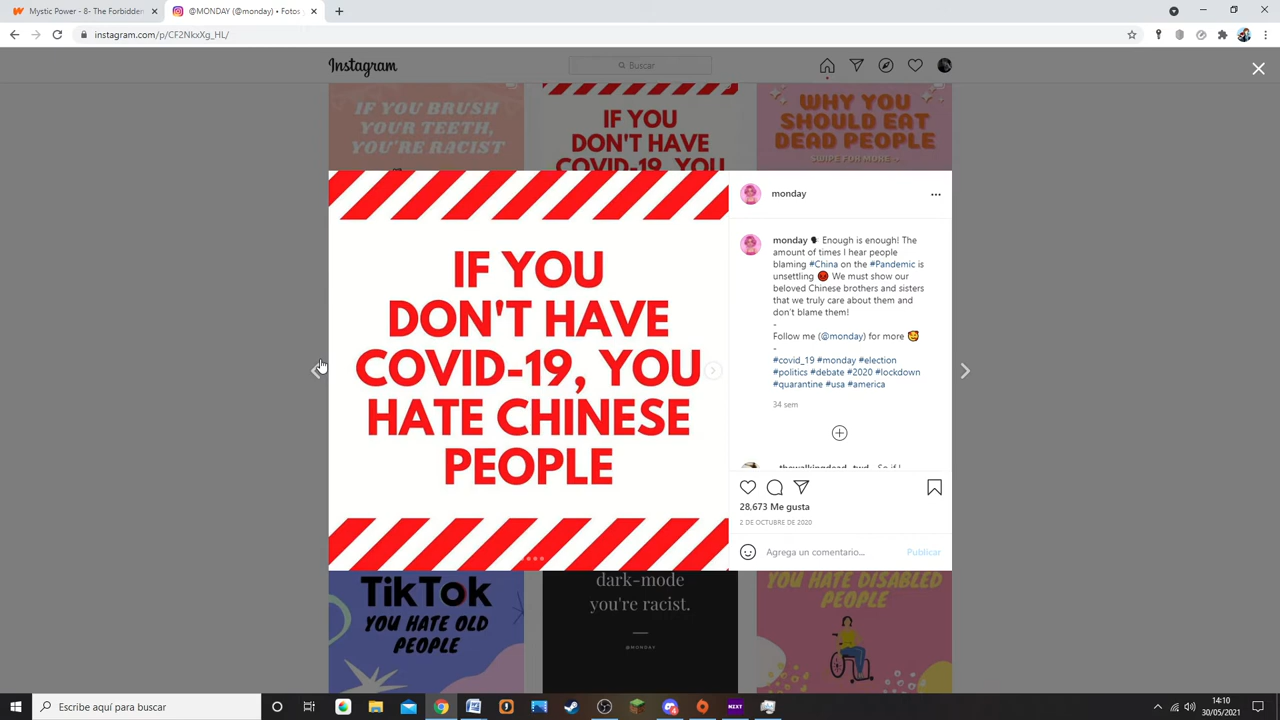 Mystic Power - 8- The Forbidden
@MONDAY (@monday) • Fotos
instagram.com/p/CF2NkxXg_HL/
Instagram
Buscar
IF YOU BRUSH
YOUR TEETH,
YOU'RE RACIST
IF YOU
DON'T HAVE
COVID-19, YOU
WHY YOU
SHOULD EAT
DEAD PEOPLE
SWIPE FOR MORE
IF YOU
DON'T HAVE
COVID-19, YOU
HATE CHINESE
PEOPLE
monday
monday 🗣 Enough is enough! The
amount of times I hear people
blaming #China on the #Pandemic is
unsettling 😡 We must show our
beloved Chinese brothers and sisters
that we truly care about them and
don't blame them!
-
Follow me (@monday) for more 🥰
-
#covid_19 #monday #election
#politics #debate #2020 #lockdown
#quarantine #usa #america
34 sem
_thewalkingdead_twd_ So if I
28,673 Me gusta
2 DE OCTUBRE DE 2020
Agrega un comentario...
Publicar
TikTok
YOU HATE OLD
PEOPLE
dark-mode
you're racist.
@MONDAY
YOU HATE DISABLED
PEOPLE
Escribe aquí para buscar
NEXT
14:10
30/05/2021